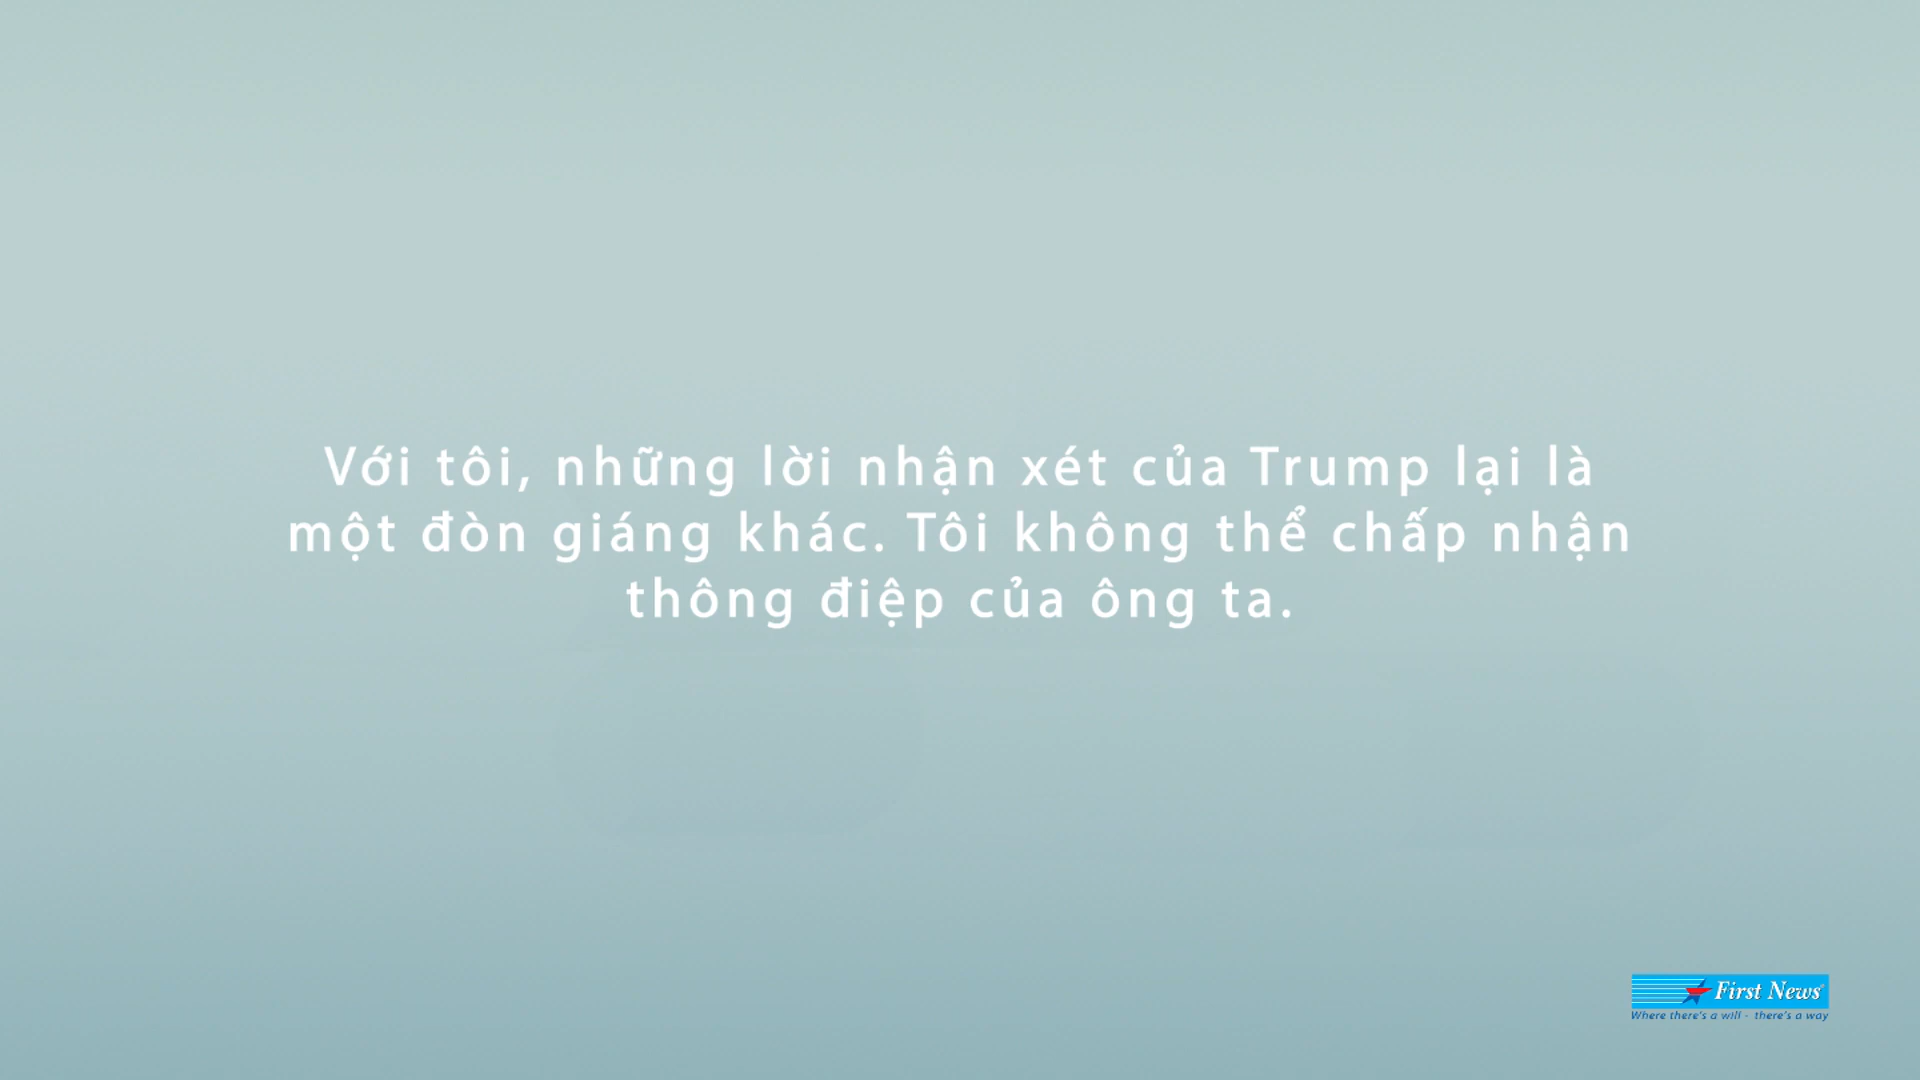 Với tôi, những lời nhận xét của Trump lại là
một đòn giáng khác. Tôi không thể chấp nhận
thông điệp của ông ta.
First News
Where there's a will - there's a way